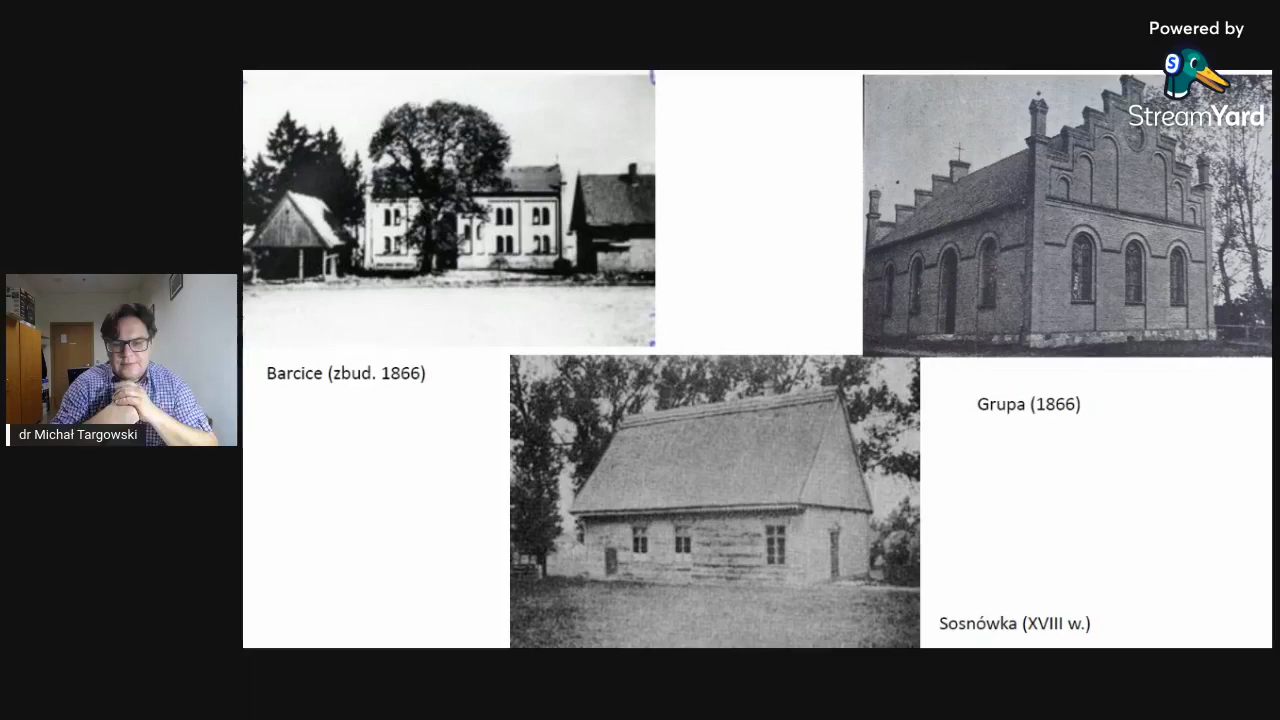 Powered by
StreamYard
Barcice (zbud. 1866)
Grupa (1866)
dr Michał Targowski
Sosnówka (XVIII w.)